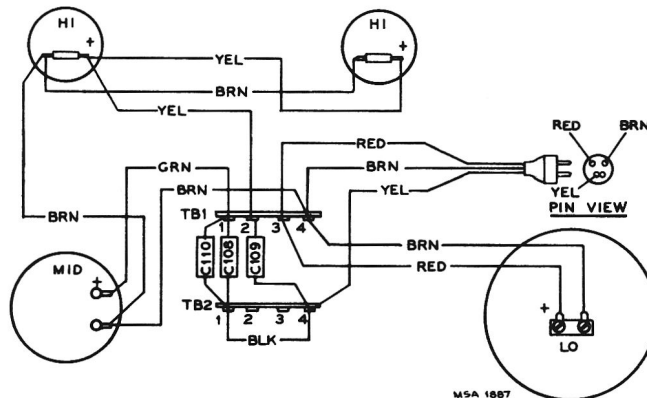 HI
+
HI
+
YEL
BRN
YEL
RED
BRN
RED
BRN
YEL
YEL
PIN VIEW
GRN
BRN
BRN
TB1
1 2 3 4
C110
C108
C109
MID
+
TB2
1 2 3 4
BLK
BRN
RED
+
LO
MSA 1887